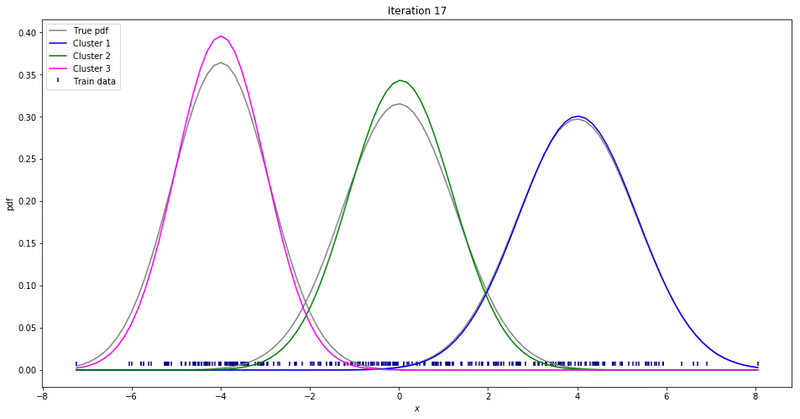 Iteration 17
True pdf
Cluster 1
Cluster 2
Cluster 3
Train data
pdf
0.40
0.35
0.30
0.25
0.20
0.15
0.10
0.05
0.00
−8 −6 −4 −2 0 2 4 6 8
x